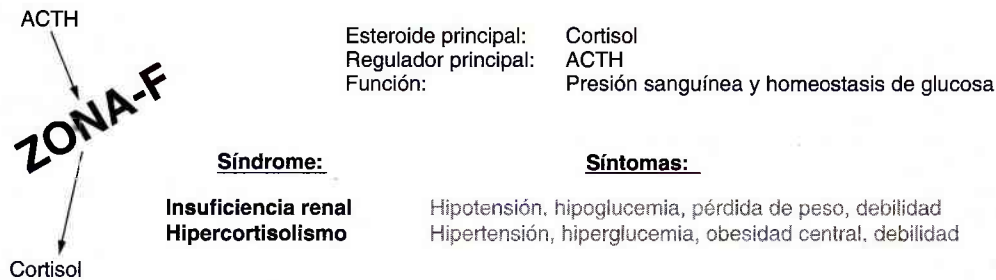 ACTH
Esteroide principal: Cortisol
Regulador principal: ACTH
Función: Presión sanguínea y homeostasis de glucosa
ZONA-F
Síndrome: Síntomas:
Insuficiencia renal Hipotensión, hipoglucemia, pérdida de peso, debilidad
Hipercortisolismo Hipertensión, hiperglucemia, obesidad central, debilidad
Cortisol